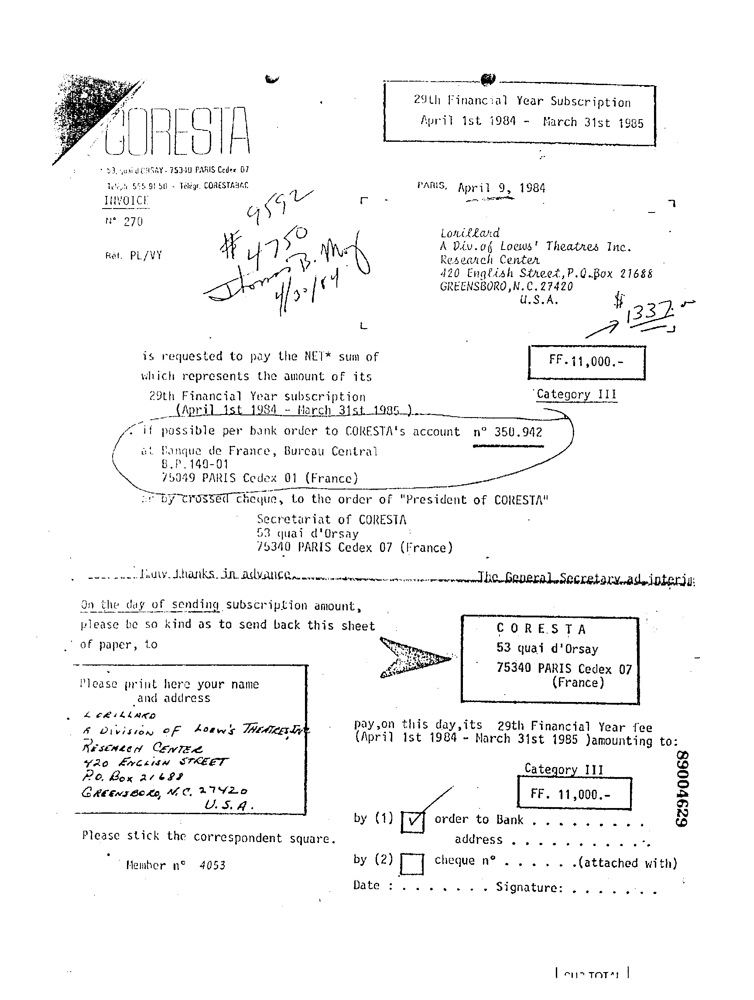 CORESTA
29th Financial Year Subscription
April 1st 1984 - March 31st 1985
53, quai d'ORSAY - 75340 PARIS Cedex 07
Téléph. 555 91 50 - Télégr. CORESTABAC
INVOICE
N° 270
Réf. PL/VY
9592
# 4750
4/30/84
PARIS, April 9, 1984
Lorillard
A Div.of Loews' Theatres Inc.
Research Center
420 English Street,P.O.Box 21688
GREENSBORO,N.C.27420
U.S.A.
$ 1337.-
is requested to pay the NET* sum of
FF.11,000.-
which represents the amount of its
29th Financial Year subscription
Category III
(April 1st 1984 - March 31st 1985 )
. if possible per bank order to CORESTA's account n° 350.942
at Banque de France, Bureau Central
B.P.140-01
75049 PARIS Cedex 01 (France)
or by crossed cheque, to the order of "President of CORESTA"
Secretariat of CORESTA
53 quai d'Orsay
75340 PARIS Cedex 07 (France)
Many thanks in advance.
The General Secretary ad interim
On the day of sending subscription amount,
please be so kind as to send back this sheet
of paper, to
CORESTA
53 quai d'Orsay
75340 PARIS Cedex 07
(France)
Please print here your name
and address
LORILLARD
A DIVISION OF LOEW'S THEATRES INC
RESEARCH CENTER
420 ENGLISH STREET
P.O. BOX 21688
GREENSBORO, N.C. 27420
U.S.A.
Please stick the correspondent square.
Member n° 4053
pay,on this day,its 29th Financial Year fee
(April 1st 1984 - March 31st 1985 )amounting to:
Category III
FF. 11,000.-
by (1) ✓ order to Bank . . . . . . . . .
address . . . . . . . . . . .
by (2) cheque n° . . . . . .(attached with)
Date : . . . . . . . Signature: . . . . . . .
89004629
SUB TOTAL